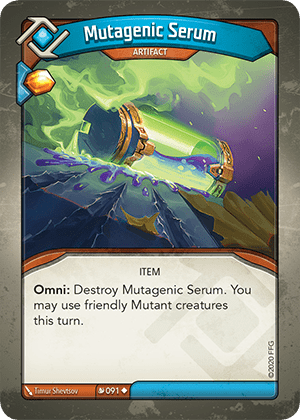 Mutagenic Serum
ARTIFACT
ITEM
Omni: Destroy Mutagenic Serum. You
may use friendly Mutant creatures
this turn.
Timur Shevtsov
091
©2020 FFG